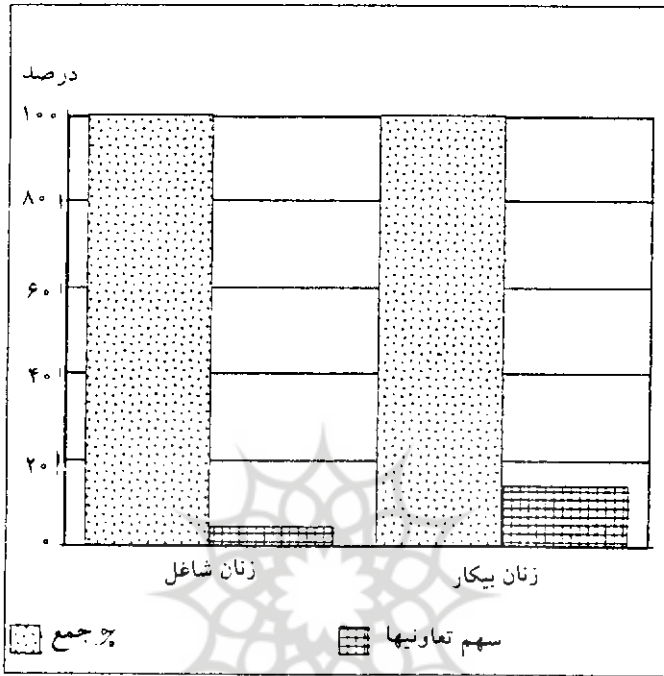 درصد
۱۰۰
۸۰
۶۰
۴۰
۲۰
۰
زنان شاغل
زنان بیکار
سهم تعاونیها
% جمع